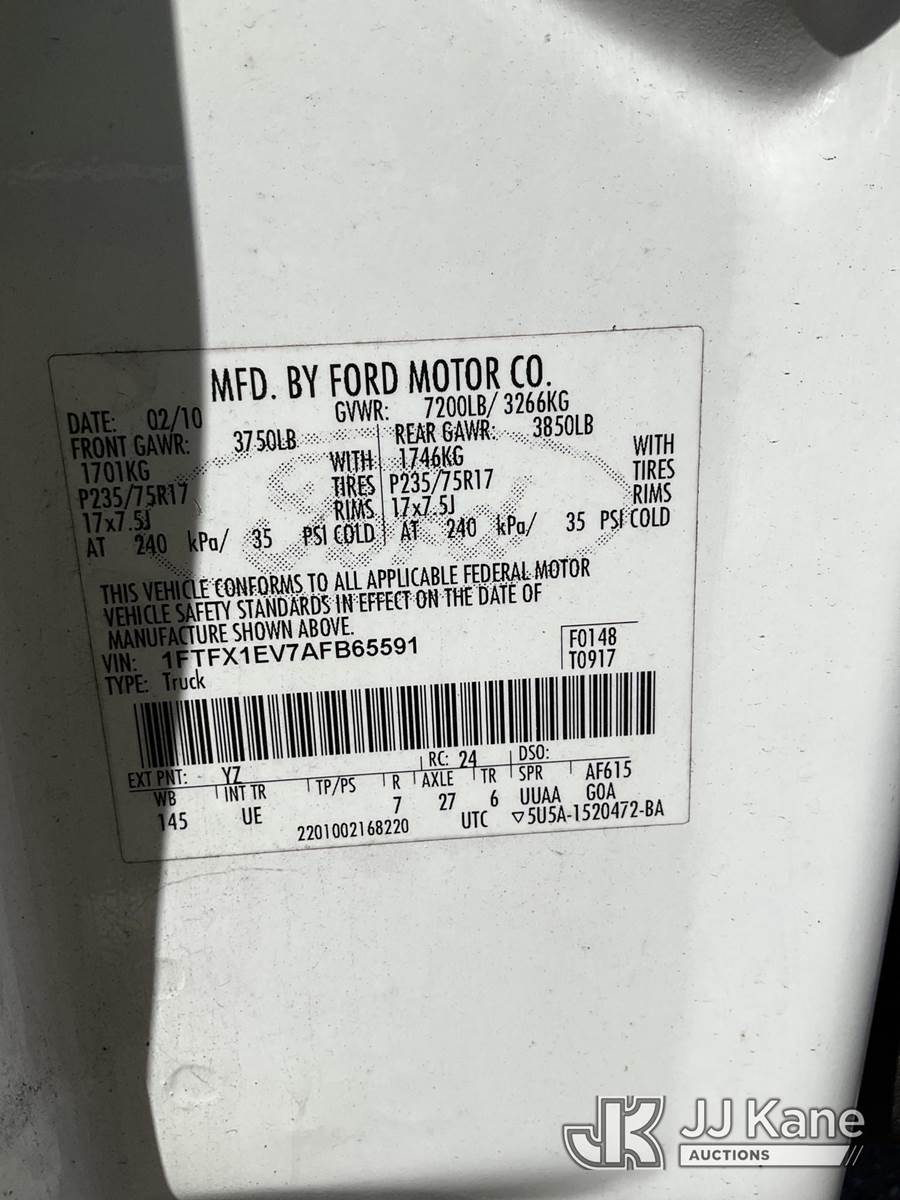 MFD. BY FORD MOTOR CO.
DATE: 02/10 GVWR: 7200LB/ 3266KG
FRONT GAWR: 3750LB REAR GAWR: 3850LB
1701KG WITH 1746KG WITH
P235/75R17 TIRES P235/75R17 TIRES
17x7.5J RIMS 17x7.5J RIMS
AT 240 kPa/ 35 PSI COLD AT 240 kPa/ 35 PSI COLD
THIS VEHICLE CONFORMS TO ALL APPLICABLE FEDERAL MOTOR
VEHICLE SAFETY STANDARDS IN EFFECT ON THE DATE OF
MANUFACTURE SHOWN ABOVE.
VIN: 1FTFX1EV7AFB65591 F0148
TYPE: Truck T0917
EXT PNT: YZ RC: 24 DSO:
WB INT TR TP/PS R AXLE TR SPR AF615
145 UE 7 27 6 UUAA GOA
2201002168220 UTC ▽5U5A-1520472-BA
Ford
JK JJ Kane
AUCTIONS